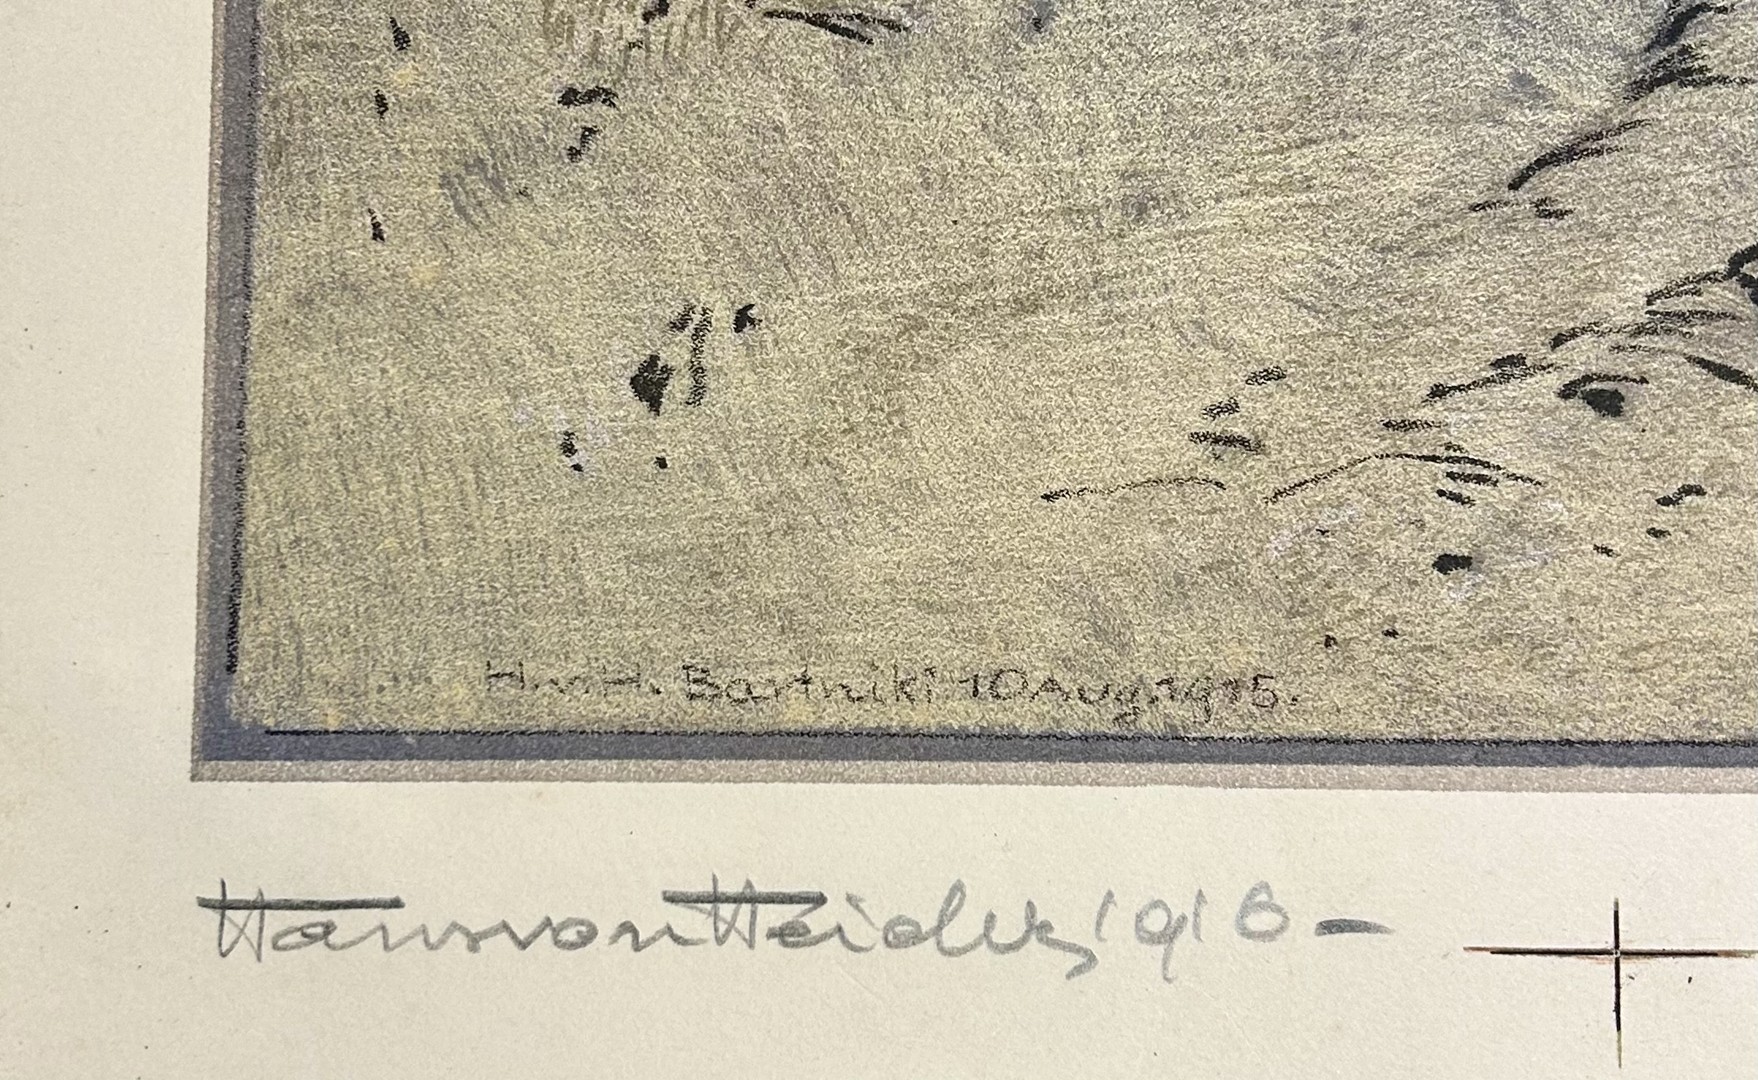 H.v.H. Bartniki 10 Aug. 1915.
Hans von Heider 1916 -